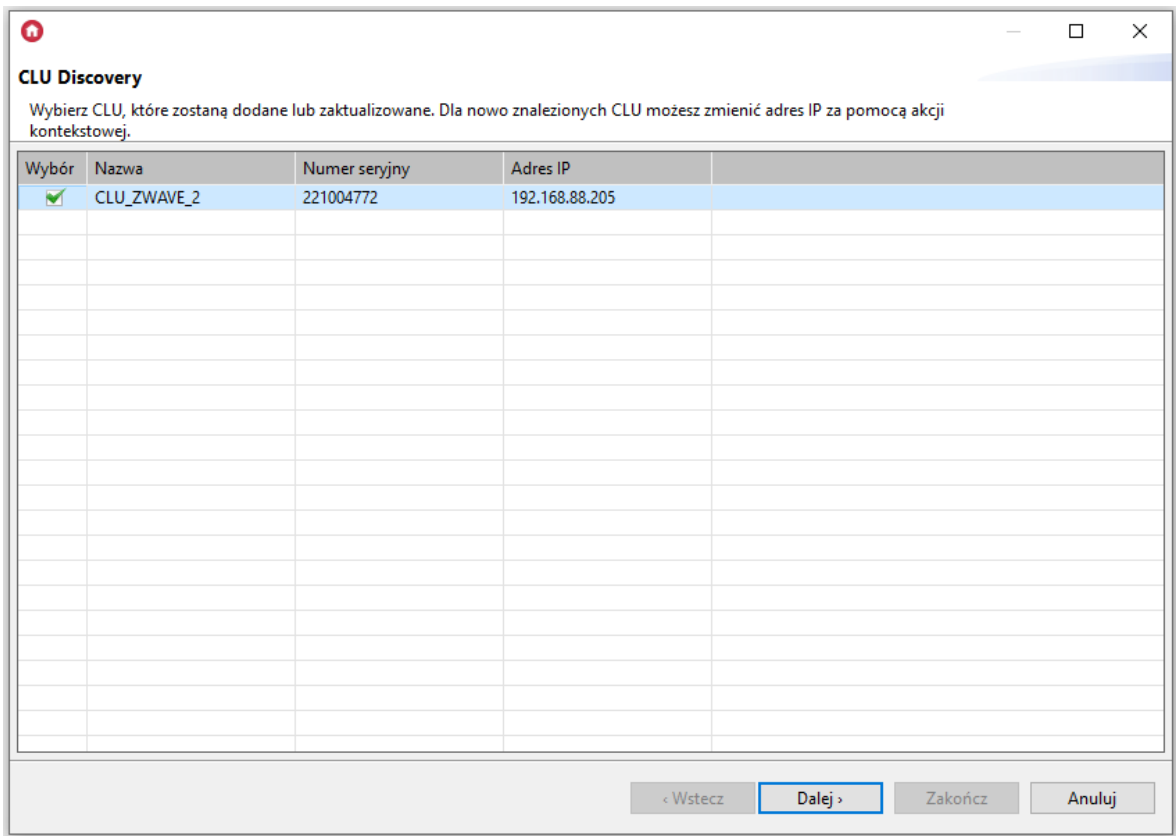 CLU Discovery
Wybierz CLU, które zostaną dodane lub zaktualizowane. Dla nowo znalezionych CLU możesz zmienić adres IP za pomocą akcji
kontekstowej.
Wybór Nazwa Numer seryjny Adres IP
CLU_ZWAVE_2 221004772 192.168.88.205
‹ Wstecz Dalej › Zakończ Anuluj